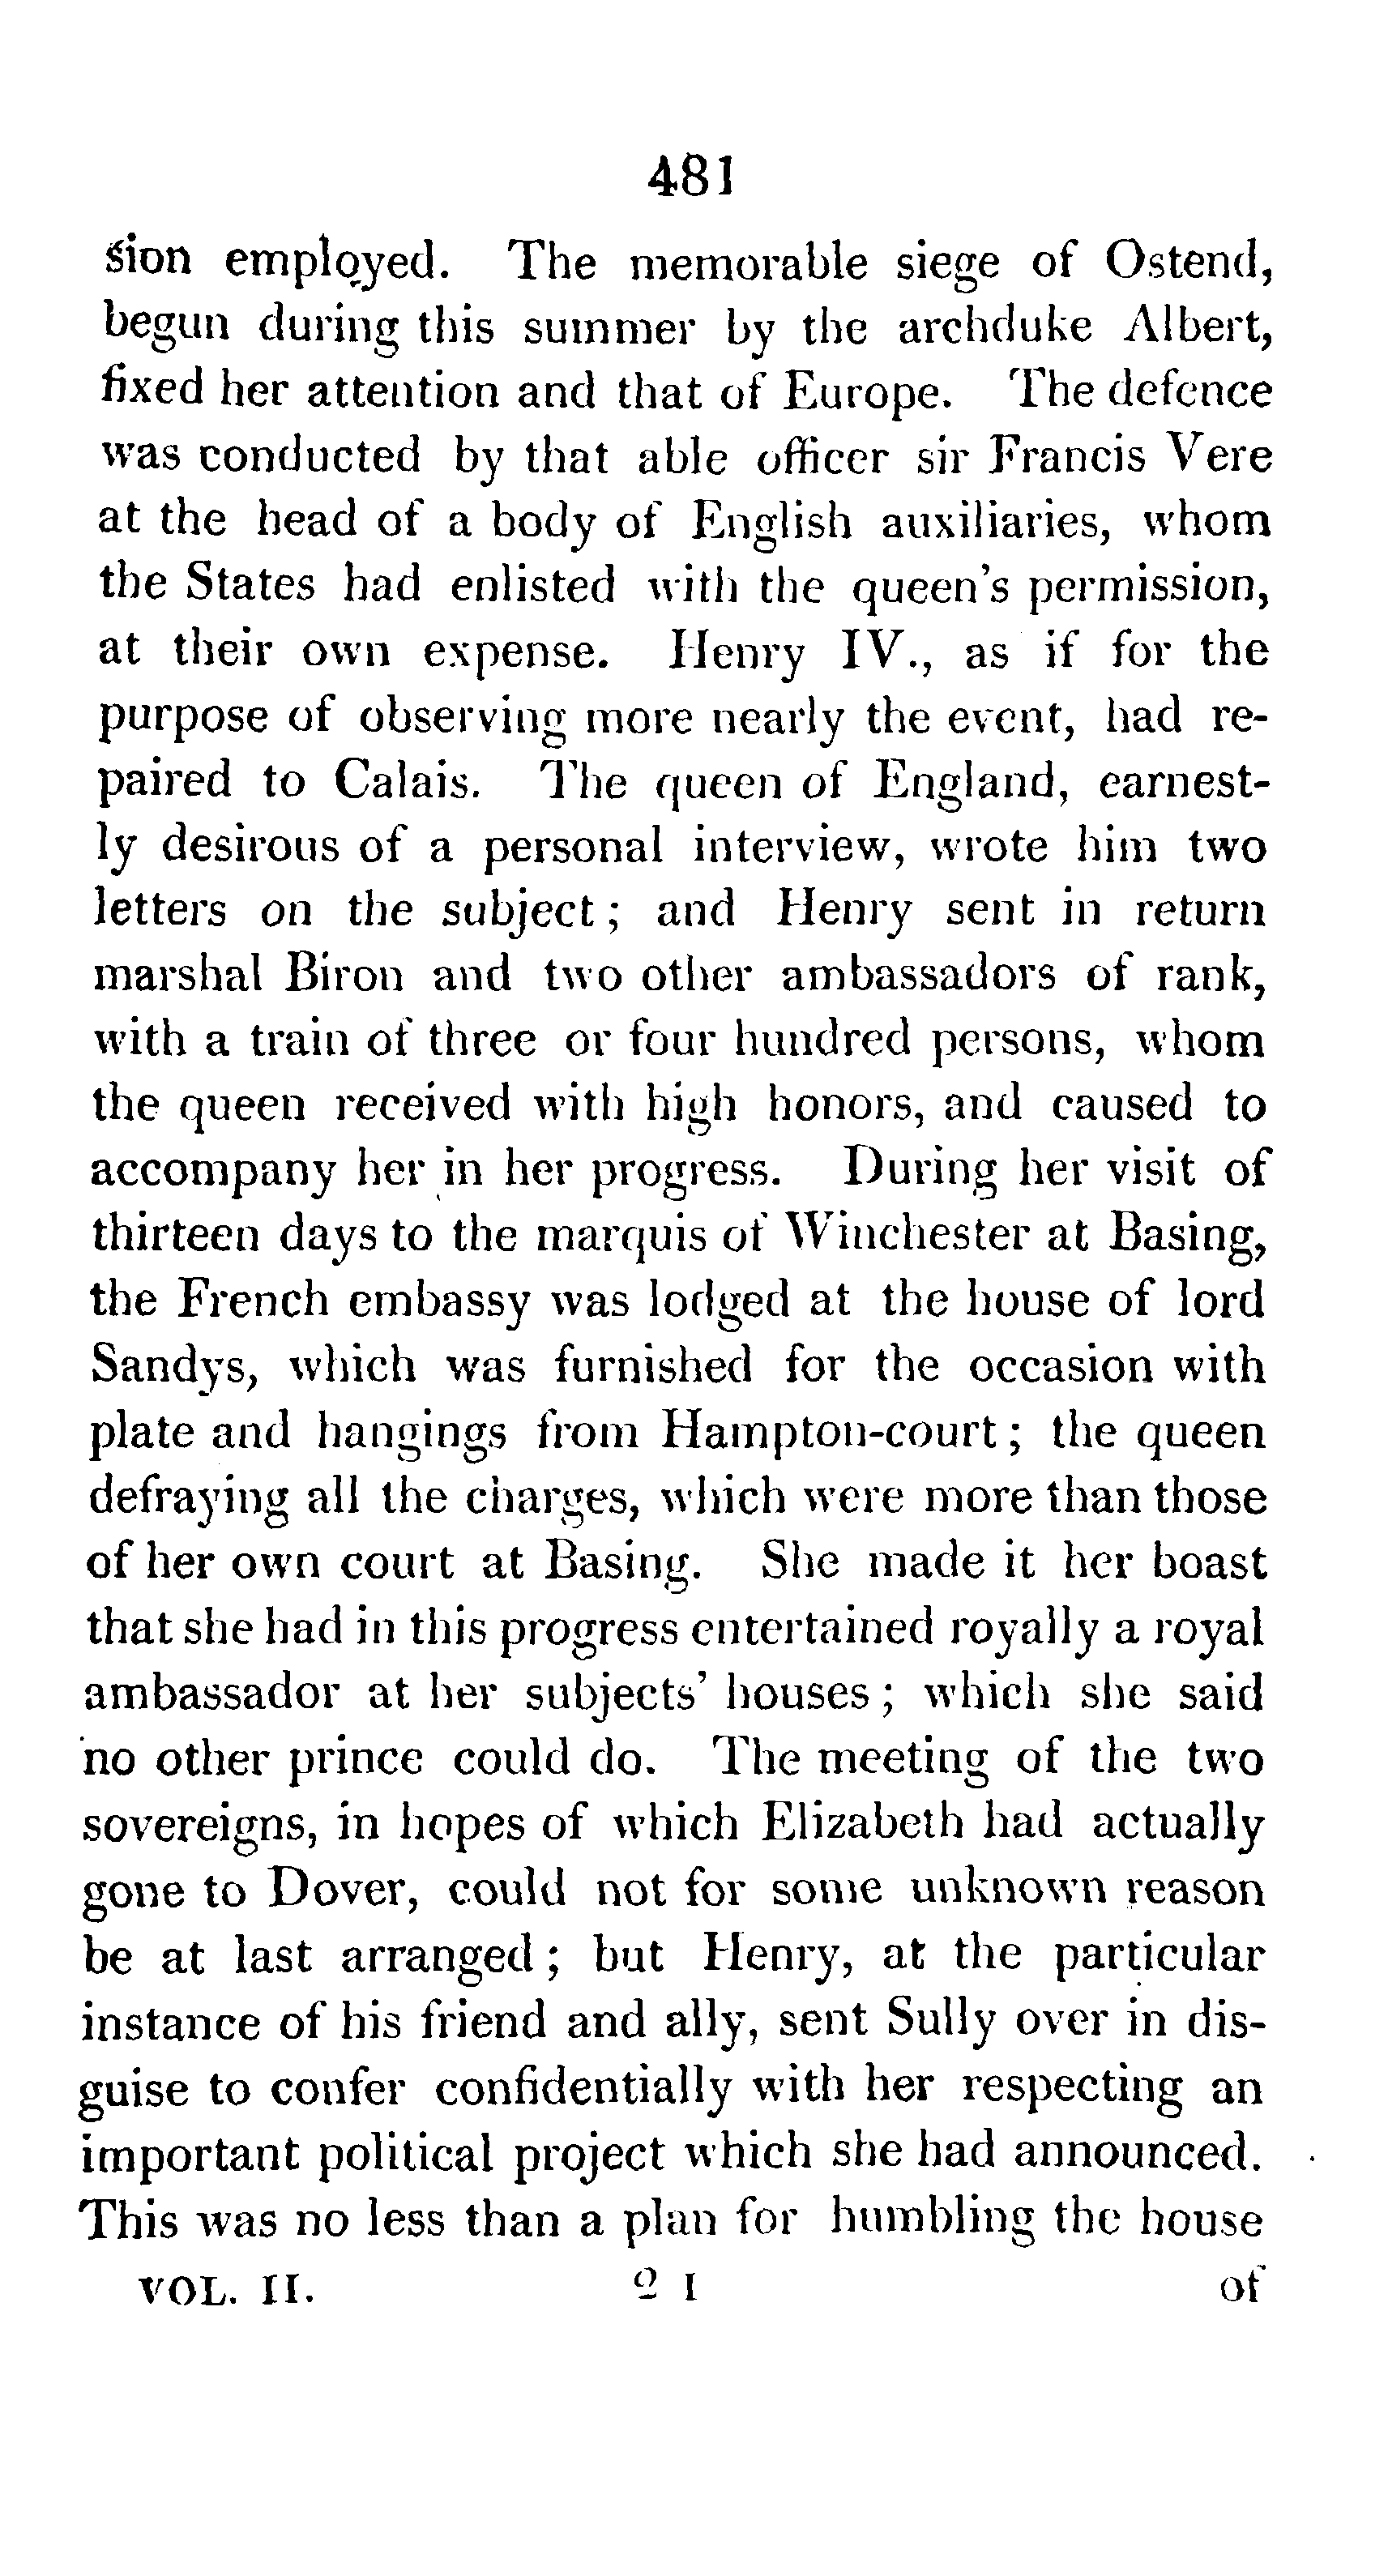 481
sion employed. The memorable siege of Ostend,
begun during this summer by the archduke Albert,
fixed her attention and that of Europe. The defence
was conducted by that able officer sir Francis Vere
at the head of a body of English auxiliaries, whom
the States had enlisted with the queen's permission,
at their own expense. Henry IV., as if for the
purpose of observing more nearly the event, had re-
paired to Calais. The queen of England, earnest-
ly desirous of a personal interview, wrote him two
letters on the subject; and Henry sent in return
marshal Biron and two other ambassadors of rank,
with a train of three or four hundred persons, whom
the queen received with high honors, and caused to
accompany her in her progress. During her visit of
thirteen days to the marquis of Winchester at Basing,
the French embassy was lodged at the house of lord
Sandys, which was furnished for the occasion with
plate and hangings from Hampton-court; the queen
defraying all the charges, which were more than those
of her own court at Basing. She made it her boast
that she had in this progress entertained royally a royal
ambassador at her subjects' houses; which she said
no other prince could do. The meeting of the two
sovereigns, in hopes of which Elizabeth had actually
gone to Dover, could not for some unknown reason
be at last arranged; but Henry, at the particular
instance of his friend and ally, sent Sully over in dis-
guise to confer confidentially with her respecting an
important political project which she had announced.
This was no less than a plan for humbling the house
VOL. II. 2 I of